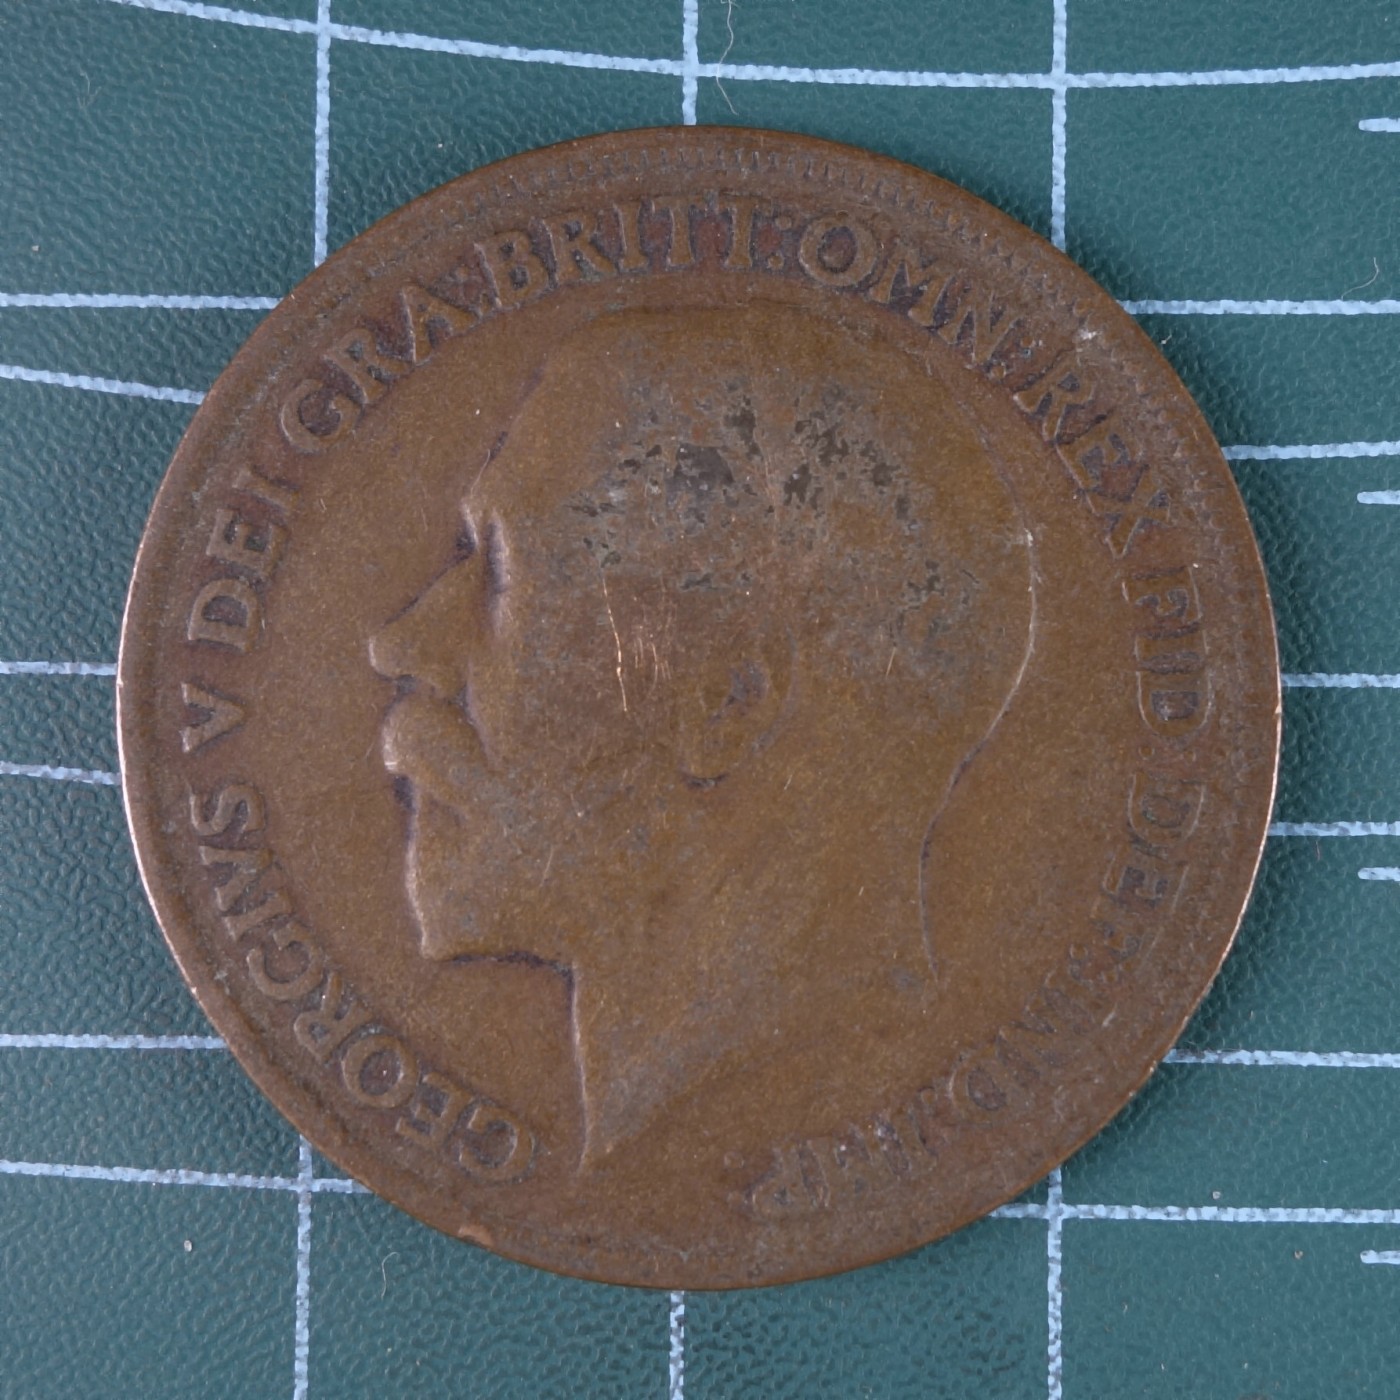 GEORGIVS V DEI GRA: BRITT: OMN: REX FID: DEF: IND: IMP: